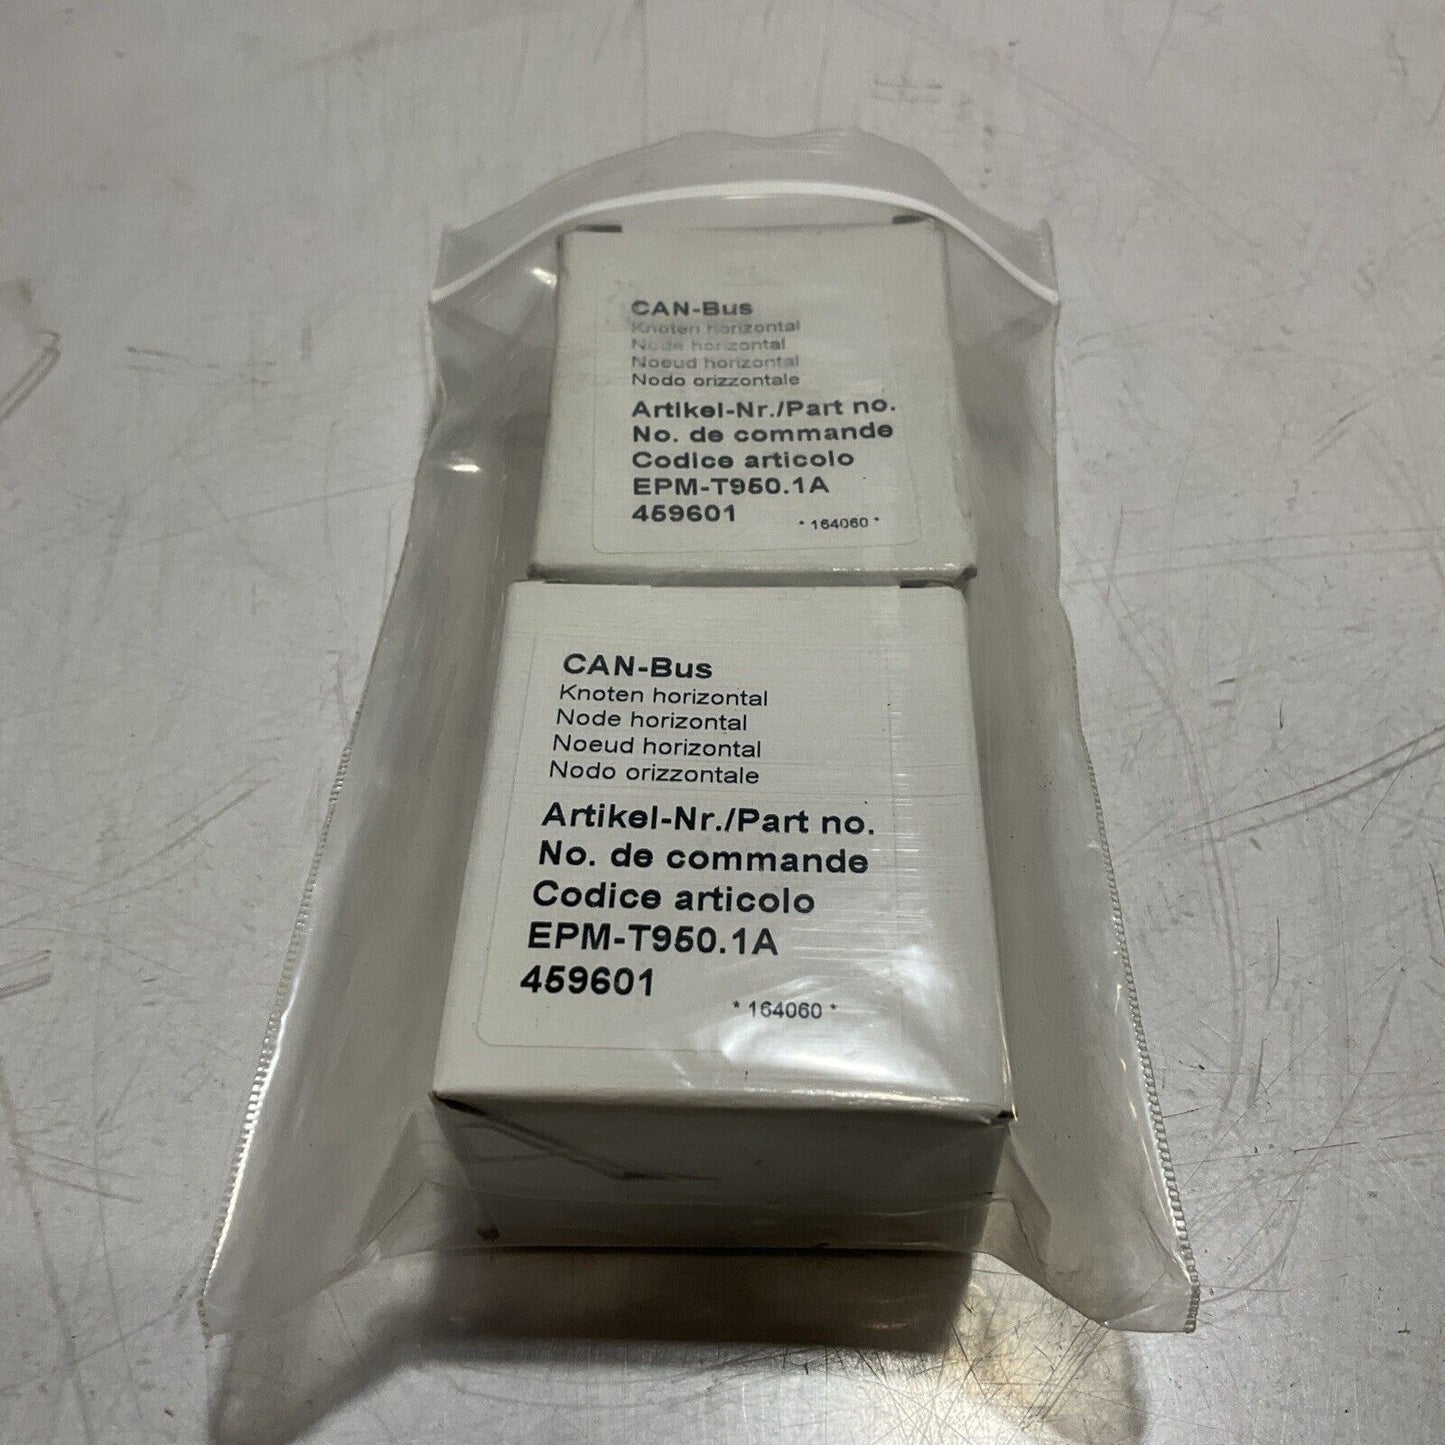 CAN-Bus
Knoten horizontal
Node horizontal
Noeud horizontal
Nodo orizzontale
Artikel-Nr./Part no.
No. de commande
Codice articolo
EPM-T950.1A
459601
* 164060 *
CAN-Bus
Knoten horizontal
Node horizontal
Noeud horizontal
Nodo orizzontale
Artikel-Nr./Part no.
No. de commande
Codice articolo
EPM-T950.1A
459601
* 164060 *